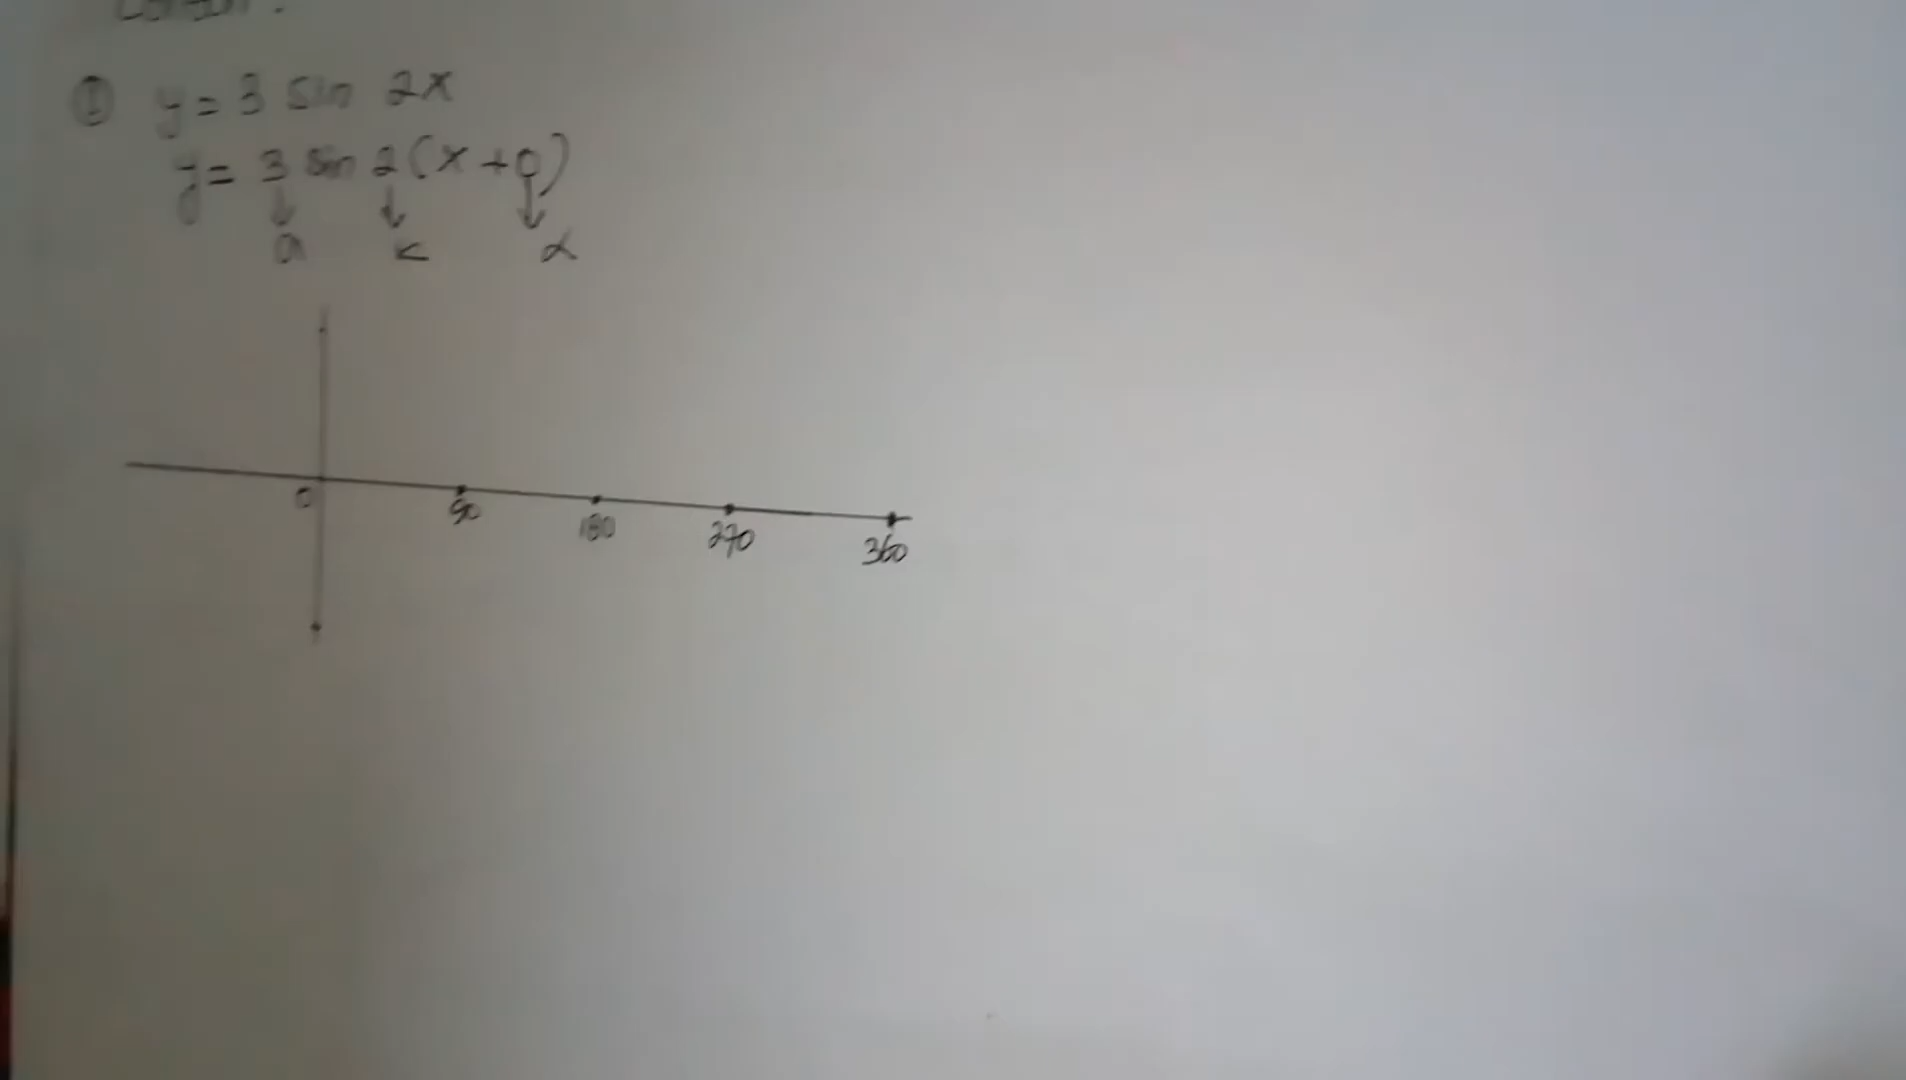 ① y = 3 sin 2x
y = 3 sin 2(x + 0)
↓ ↓ ↓
a k α
0 90 180 270 360